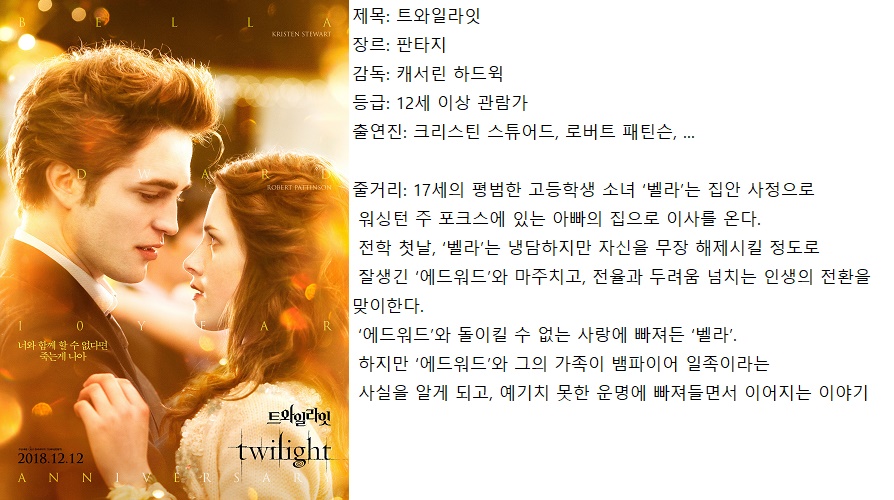 B E L L A
KRISTEN STEWART
E D W A R D
ROBERT PATTINSON
1 0 Y E A R
너와 함께 할 수 없다면
죽는게 나아
트와일라잇
twilight
2018.12.12
A N N I V E R S A R Y
제목: 트와일라잇
장르: 판타지
감독: 캐서린 하드윅
등급: 12세 이상 관람가
출연진: 크리스틴 스튜어드, 로버트 패틴슨, ...
줄거리: 17세의 평범한 고등학생 소녀 ‘벨라’는 집안 사정으로
워싱턴 주 포크스에 있는 아빠의 집으로 이사를 온다.
전학 첫날, ‘벨라’는 냉담하지만 자신을 무장 해제시킬 정도로
잘생긴 ‘에드워드’와 마주치고, 전율과 두려움 넘치는 인생의 전환을
맞이한다.
‘에드워드’와 돌이킬 수 없는 사랑에 빠져든 ‘벨라’.
하지만 ‘에드워드’와 그의 가족이 뱀파이어 일족이라는
사실을 알게 되고, 예기치 못한 운명에 빠져들면서 이어지는 이야기